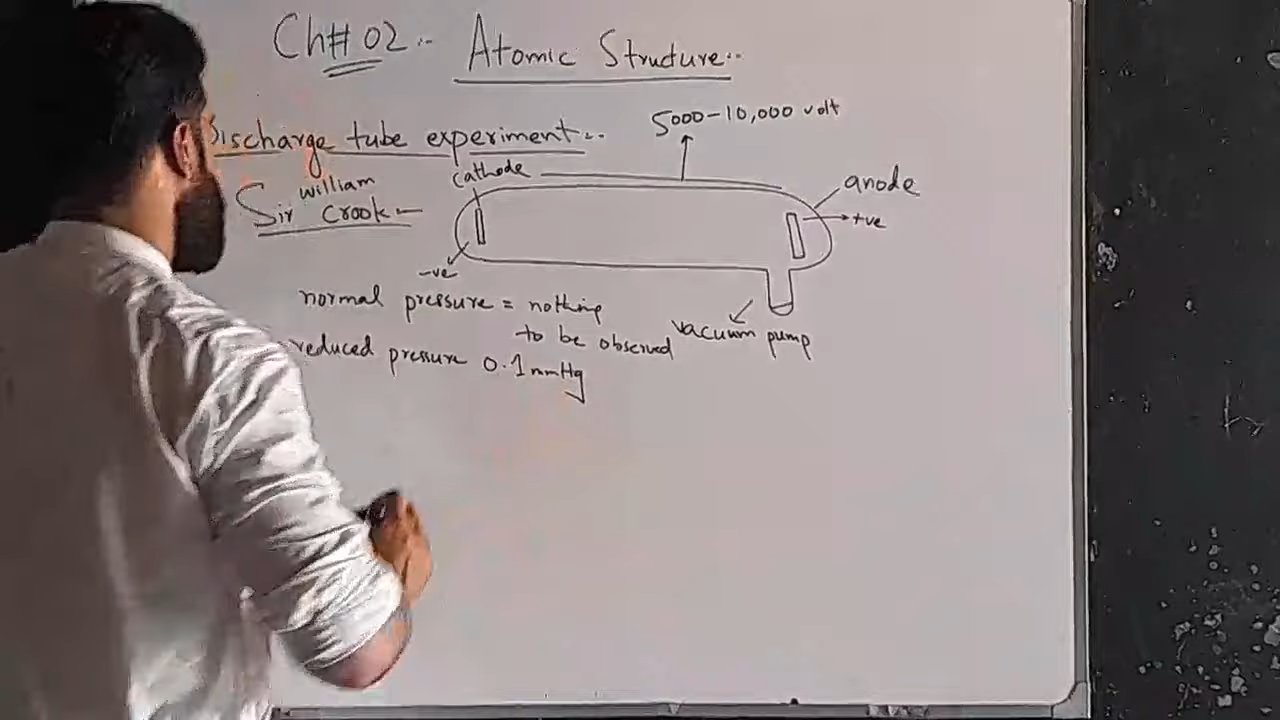 Ch# 02..
Atomic Structure..
Discharge tube experiment..
5000-10,000 volt
cathode
anode
Sir william Crook
+ve
-ve
normal pressure = nothing
to be observed
vacuum pump
reduced pressure 0.1mmHg